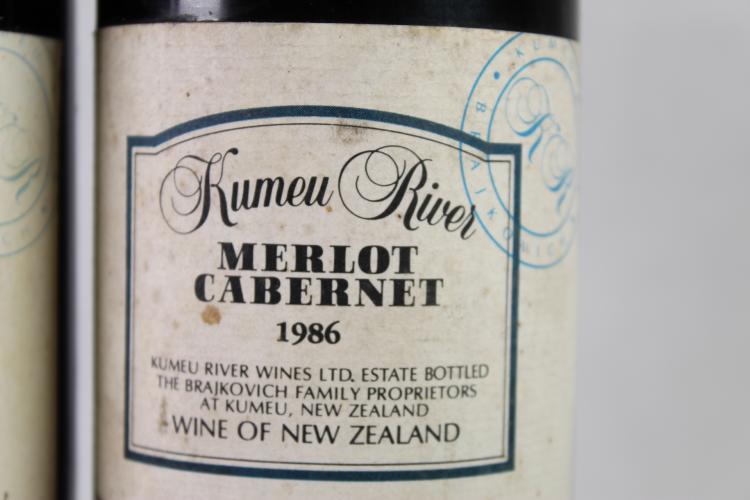 Kumeu River
MERLOT
CABERNET
1986
KUMEU RIVER WINES LTD. ESTATE BOTTLED
THE BRAJKOVICH FAMILY PROPRIETORS
AT KUMEU, NEW ZEALAND
WINE OF NEW ZEALAND